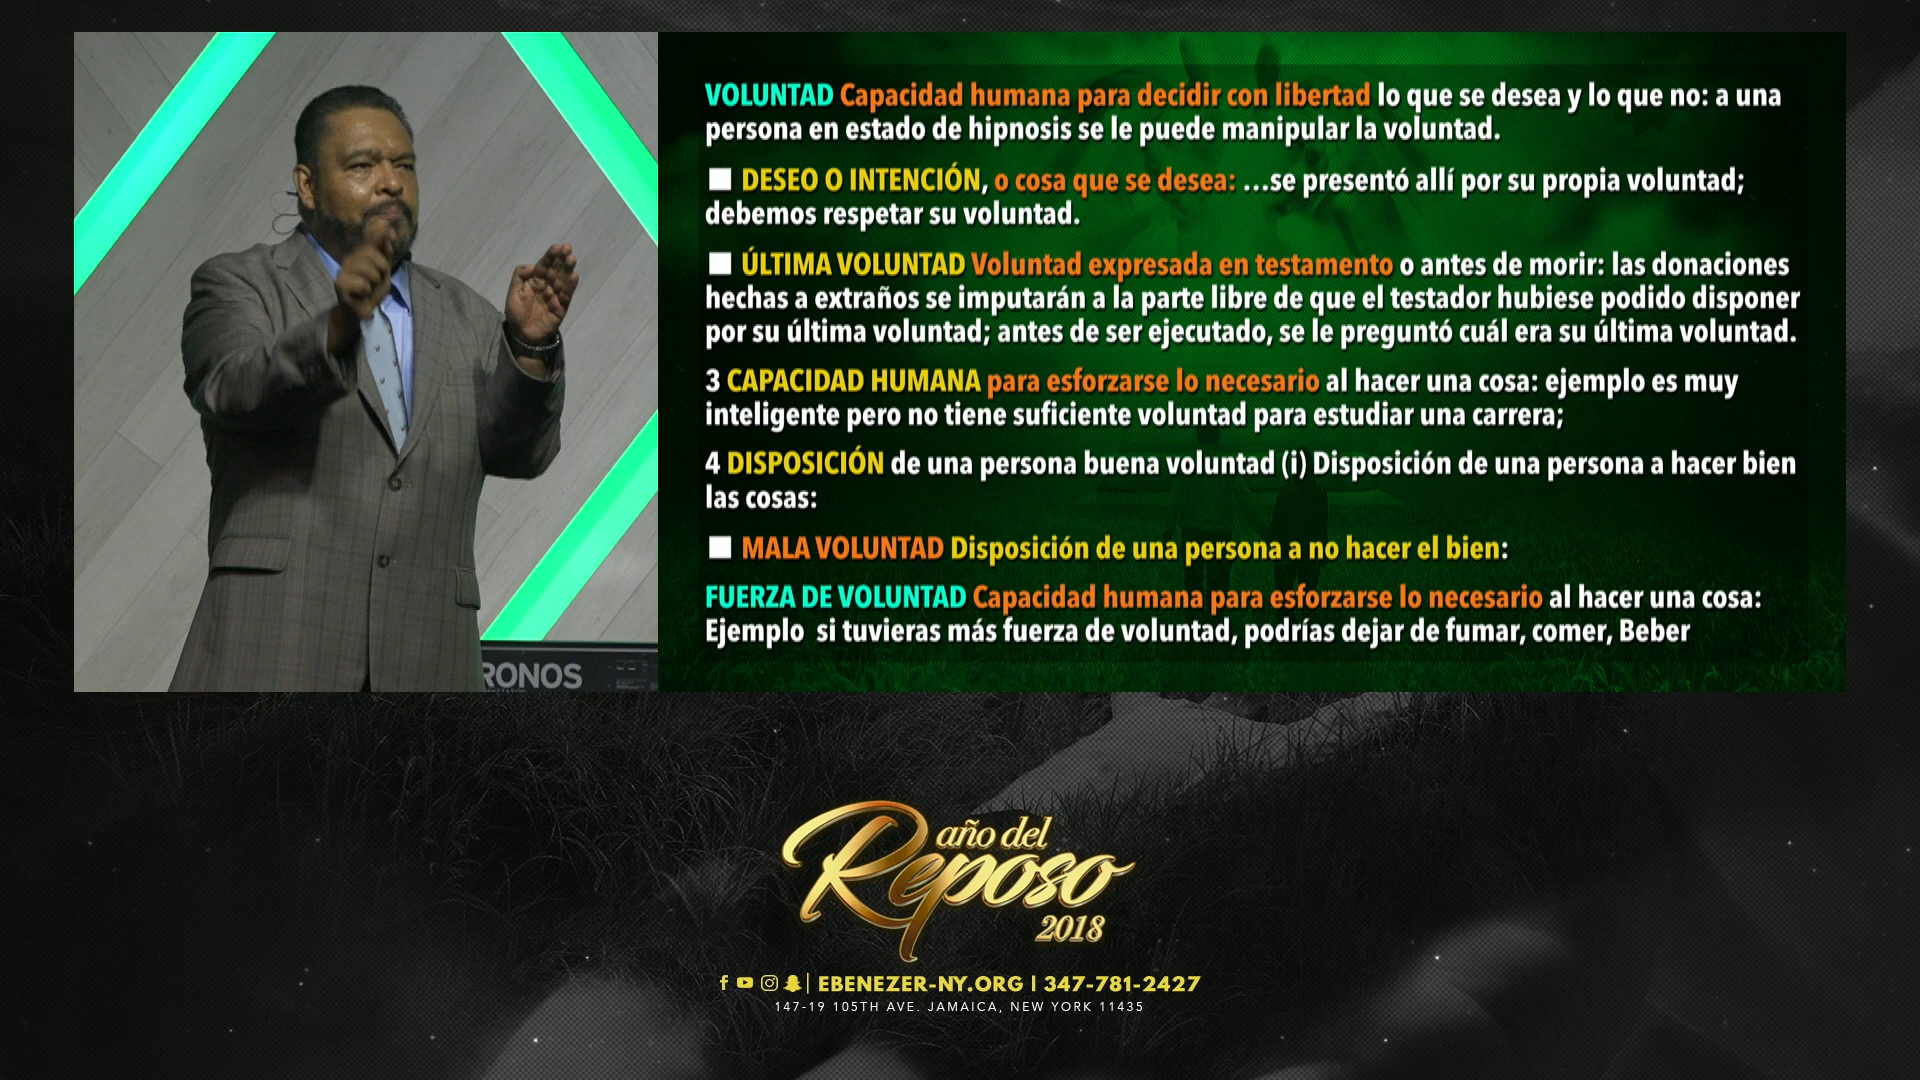 VOLUNTAD Capacidad humana para decidir con libertad lo que se desea y lo que no: a una
persona en estado de hipnosis se le puede manipular la voluntad.
DESEO O INTENCIÓN, o cosa que se desea: …se presentó allí por su propia voluntad;
debemos respetar su voluntad.
ÚLTIMA VOLUNTAD Voluntad expresada en testamento o antes de morir: las donaciones
hechas a extraños se imputarán a la parte libre de que el testador hubiese podido disponer
por su última voluntad; antes de ser ejecutado, se le preguntó cuál era su última voluntad.
3 CAPACIDAD HUMANA para esforzarse lo necesario al hacer una cosa: ejemplo es muy
inteligente pero no tiene suficiente voluntad para estudiar una carrera;
4 DISPOSICIÓN de una persona buena voluntad (i) Disposición de una persona a hacer bien
las cosas:
MALA VOLUNTAD Disposición de una persona a no hacer el bien:
FUERZA DE VOLUNTAD Capacidad humana para esforzarse lo necesario al hacer una cosa:
Ejemplo si tuvieras más fuerza de voluntad, podrías dejar de fumar, comer, Beber
RONOS
año del
Reposo
2018
EBENEZER-NY.ORG | 347-781-2427
147-19 105TH AVE. JAMAICA, NEW YORK 11435